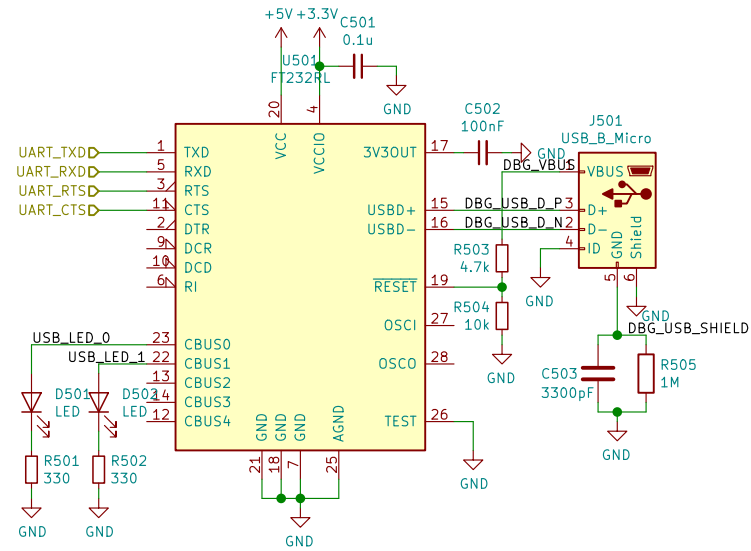 +5V +3.3V
C501
0.1u
U501
FT232RL
GND
20
4
VCC
VCCIO
C502
100nF
GND
J501
USB_B_Micro
UART_TXD 1 TXD
UART_RXD 5 RXD
UART_RTS 3 RTS
UART_CTS 11 CTS
2 DTR
9 DCR
10 DCD
6 RI
3V3OUT 17
DBG_VBUS 1 VBUS
USBD+ 15 DBG_USB_D_P 3 D+
USBD- 16 DBG_USB_D_N 2 D-
4 ID
GND
Shield
5
6
GND
GND
R503
4.7k
RESET 19
R504
10k
OSCI 27
GND
OSCO 28
DBG_USB_SHIELD
C503
3300pF
R505
1M
GND
USB_LED_0 23 CBUS0
USB_LED_1 22 CBUS1
13 CBUS2
14 CBUS3
12 CBUS4
TEST 26
GND
D501
LED
D502
LED
R501
330
R502
330
GND
GND
GND
GND
GND
AGND
21
18
7
25
GND